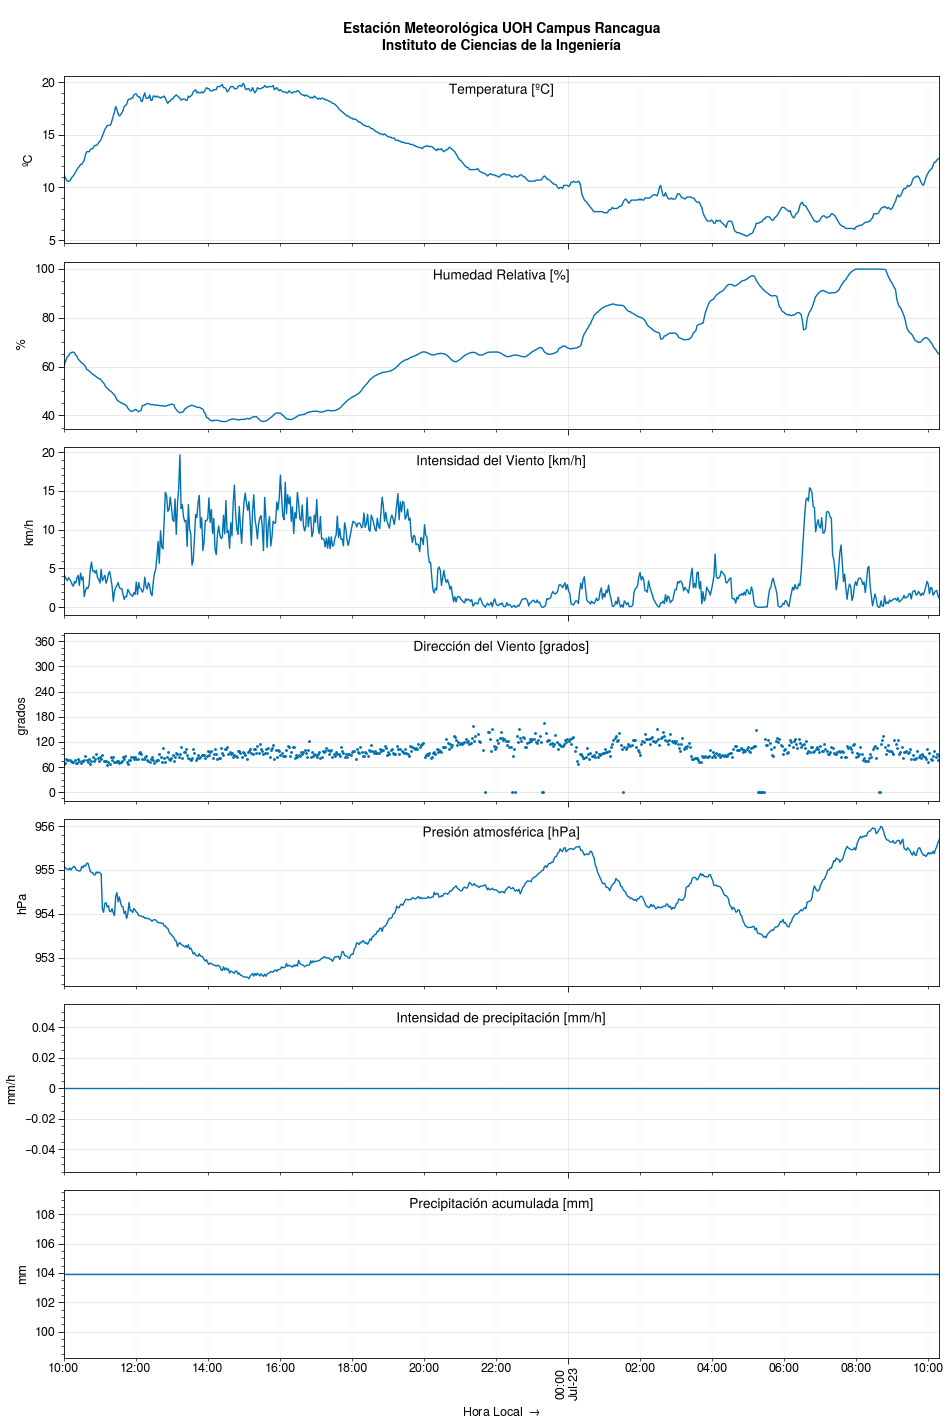 Estación Meteorológica UOH Campus Rancagua
Instituto de Ciencias de la Ingeniería
Temperatura [ºC]
ºC
20
15
10
5
Humedad Relativa [%]
%
100
80
60
40
Intensidad del Viento [km/h]
km/h
20
15
10
5
0
Dirección del Viento [grados]
grados
360
300
240
180
120
60
0
Presión atmosférica [hPa]
hPa
956
955
954
953
Intensidad de precipitación [mm/h]
mm/h
0.04
0.02
0
−0.02
−0.04
Precipitación acumulada [mm]
mm
108
106
104
102
100
10:00 12:00 14:00 16:00 18:00 20:00 22:00 00:00 02:00 04:00 06:00 08:00 10:00
Jul-23
Hora Local →